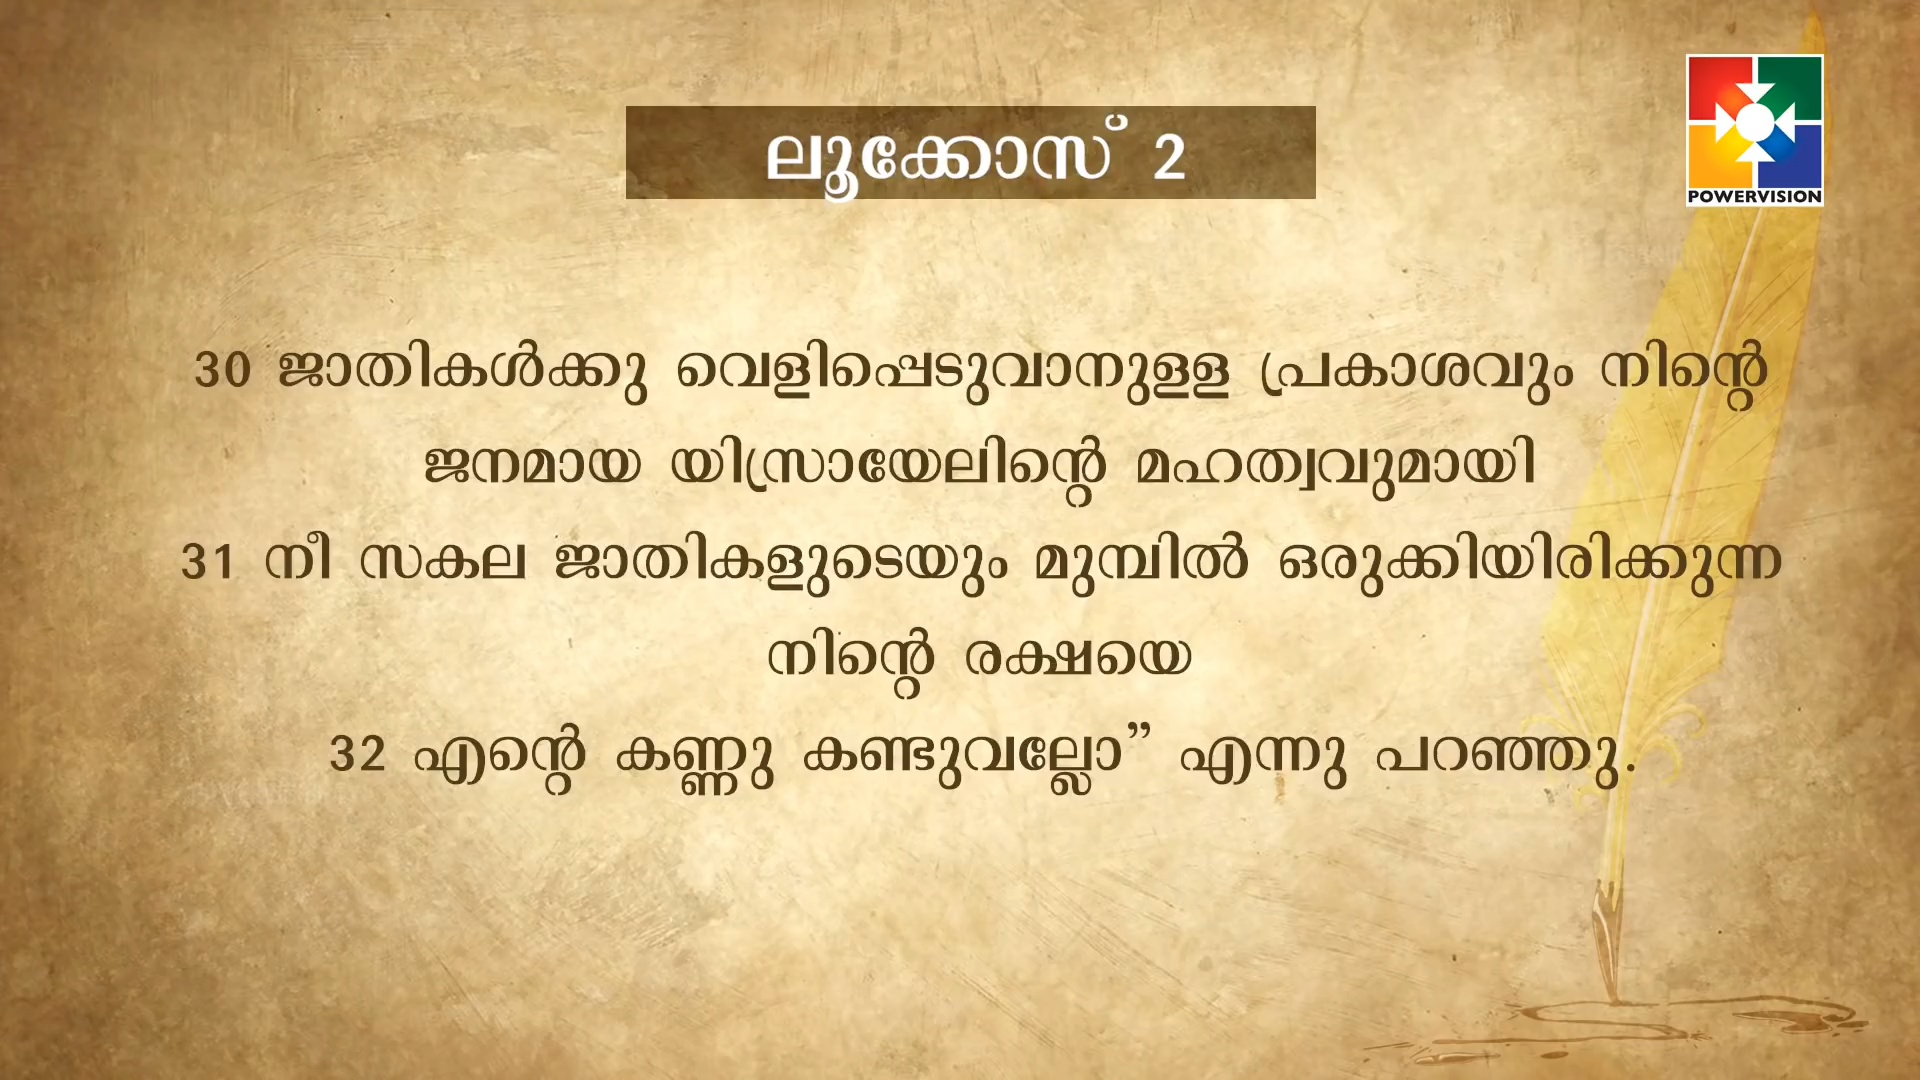 ലൂക്കോസ് 2
POWERVISION
30 ജാതികൾക്കു വെളിപ്പെടുവാനുള്ള പ്രകാശവും നിന്റെ
ജനമായ യിസ്രായേലിന്റെ മഹത്വവുമായി
31 നീ സകല ജാതികളുടെയും മുമ്പിൽ ഒരുക്കിയിരിക്കുന്ന
നിന്റെ രക്ഷയെ
32 എന്റെ കണ്ണു കണ്ടുവല്ലോ” എന്നു പറഞ്ഞു.